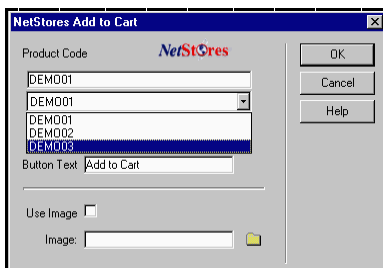 NetStores Add to Cart
Product Code NetStores
OK
DEMO01
Cancel
DEMO01
Help
DEMO01
DEMO02
DEMO03
Button Text Add to Cart
Use Image
Image: